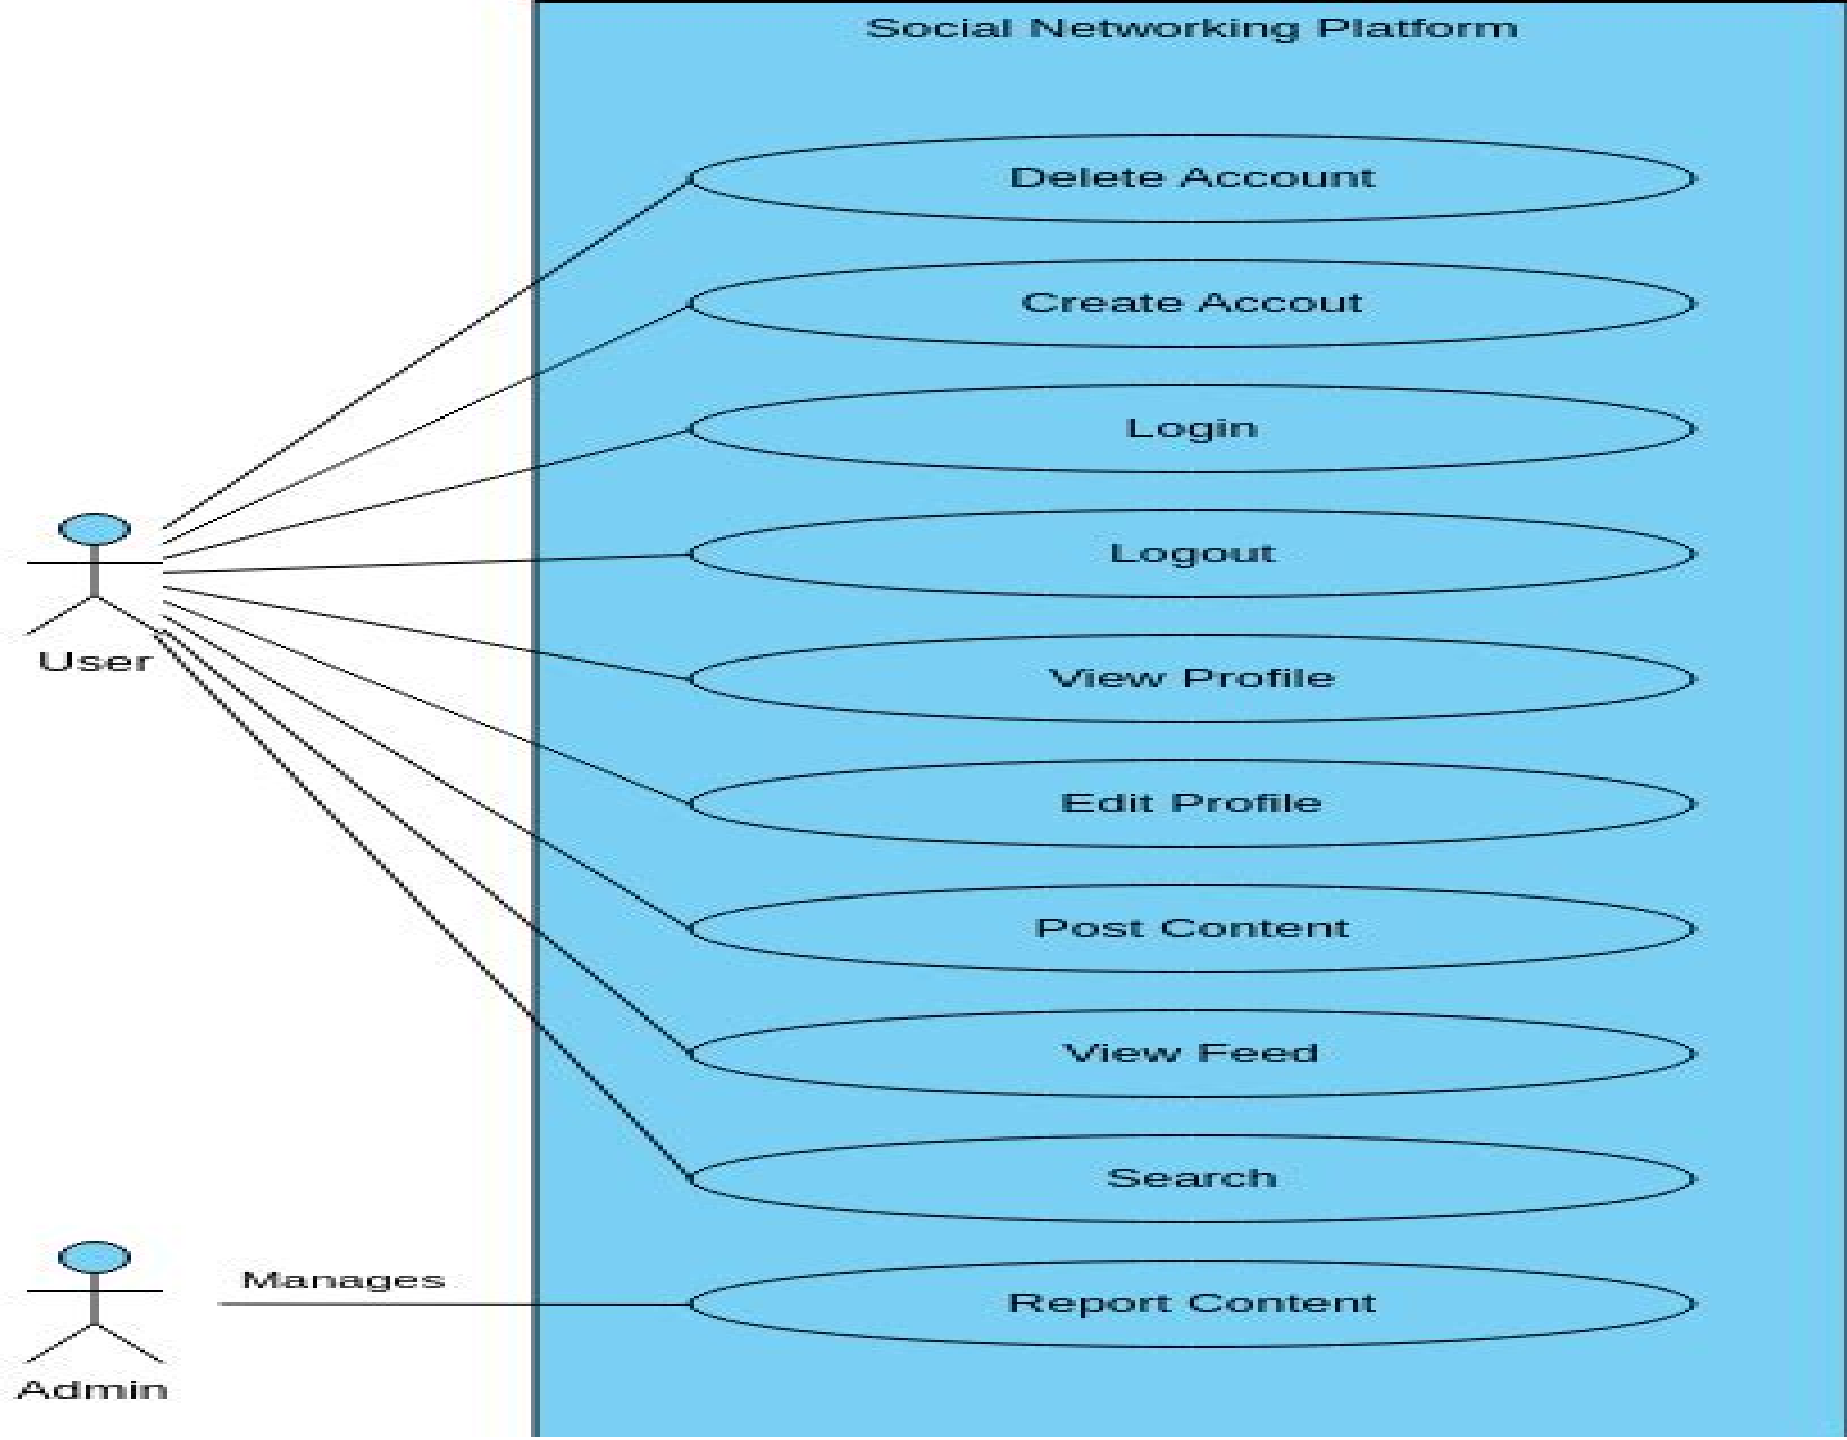 Social Networking Platform
Delete Account
Create Accout
Login
Logout
View Profile
User
Edit Profile
Post Content
View Feed
Search
Manages
Report Content
Admin